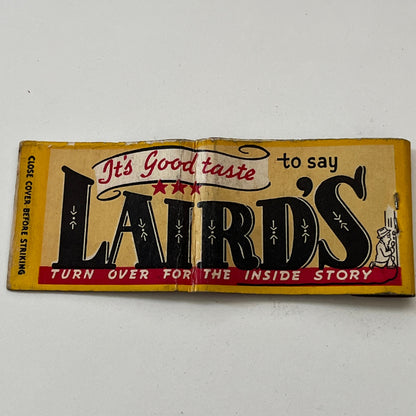 It's Good taste
to say
LAIRD'S
TURN OVER FOR THE INSIDE STORY
CLOSE COVER BEFORE STRIKING